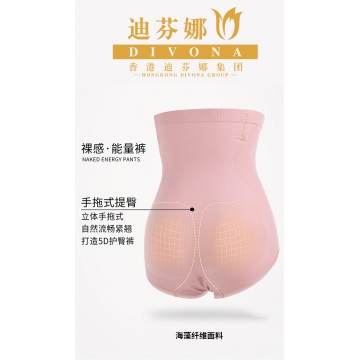 迪芬娜
DIVONA
香港迪芬娜集团
HONGKONG DIVONA GROUP
裸感·能量裤
NAKED ENERGY PANTS
手拖式提臀
立体手拖式
自然流畅紧翘
打造5D护臀裤
海藻纤维面料